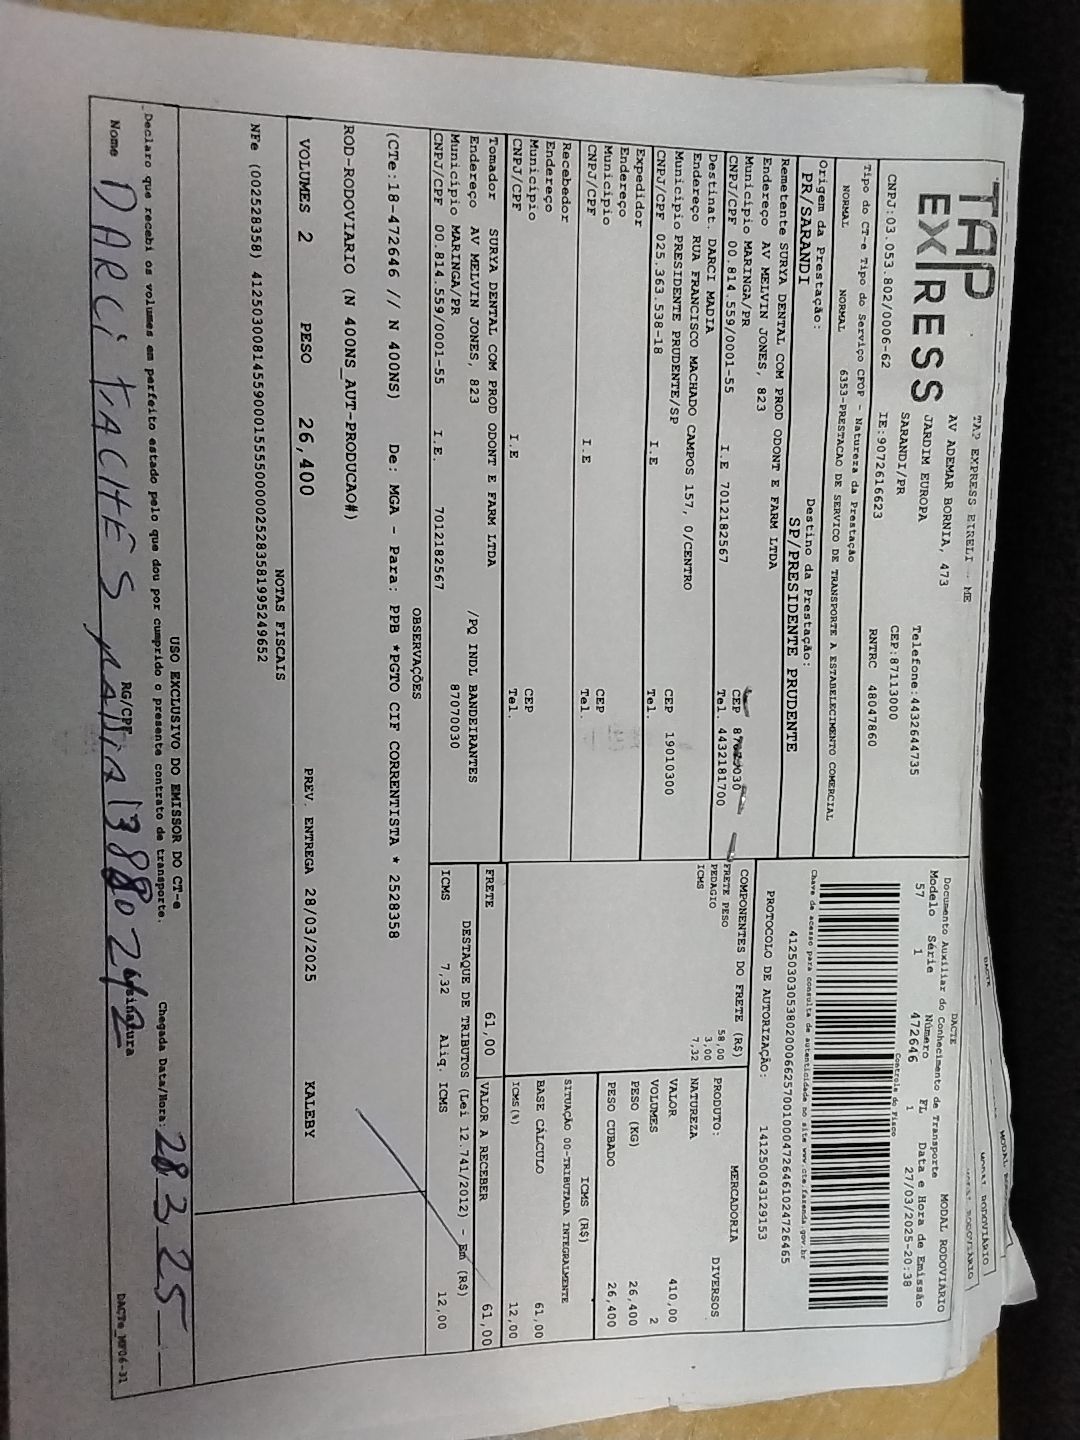 TAP
EXPRESS
TAP EXPRESS EIRELI - ME
AV ADEMAR BORNIA, 473
JARDIM EUROPA
SARANDI/PR
Telefone:4432644735
CEP:87113000
CNPJ:03.053.802/0006-62
IE:9072616623
RNTRC 48047860
Tipo do CT-e Tipo do Serviço CFOP - Natureza da Prestação
NORMAL NORMAL 6353-PRESTACAO DE SERVICO DE TRANSPORTE A ESTABELECIMENTO COMERCIAL
Origem da Prestação: Destino da Prestação:
PR/SARANDI SP/PRESIDENTE PRUDENTE
DACTE
Documento Auxiliar do Conhecimento de Transporte
MODAL RODOVIÁRIO
Modelo Série Número FL Data e Hora de Emissão
57 1 472646 1 27/03/2025-20:38
Controle do Fisco
Chave de acesso para consulta de autenticidade no site www.cte.fazenda.gov.br
41250303053802000662570010004726461024726465
PROTOCOLO DE AUTORIZAÇÃO: 141250043129153
Remetente SURYA DENTAL COM PROD ODONT E FARM LTDA
Endereço AV MELVIN JONES, 823
Município MARINGA/PR CEP
CNPJ/CPF 00.814.559/0001-55 I.E 7012182567 Tel. 4432181700
Destinat. DARCI MADIA
Endereço RUA FRANCISCO MACHADO CAMPOS 157, 0/CENTRO
Município PRESIDENTE PRUDENTE/SP CEP 19010300
CNPJ/CPF 025.363.538-18 I.E Tel.
Expedidor
Endereço
Município CEP
CNPJ/CPF I.E Tel.
Recebedor
Endereço
Município CEP
CNPJ/CPF I.E Tel.
Tomador SURYA DENTAL COM PROD ODONT E FARM LTDA
Endereço AV MELVIN JONES, 823 /PQ INDL BANDEIRANTES
Município MARINGA/PR 87070030
CNPJ/CPF 00.814.559/0001-55 I.E. 7012182567
COMPONENTES DO FRETE (R$)
FRETE PESO 58,00
PEDAGIO 3,00
ICMS 7,32
PRODUTO: MERCADORIA
NATUREZA DIVERSOS
VALOR 410,00
VOLUMES 2
PESO (KG) 26,400
PESO CUBADO 26,400
ICMS (R$)
SITUAÇÃO 00-TRIBUTADA INTEGRALMENTE
BASE CÁLCULO 61,00
ICMS(%) 12,00
FRETE 61,00 VALOR A RECEBER 61,00
DESTAQUE DE TRIBUTOS (Lei 12.741/2012) - Em (R$)
ICMS 7,32 Aliq. ICMS 12,00
OBSERVAÇÕES
(CTe:18-472646 // N 400NS) De: MGA - Para: PPB *PGTO CIF CORRENTISTA * 2528358
ROD-RODOVIARIO (N 400NS_AUT-PRODUCAO#)
VOLUMES 2 PESO 26,400 PREV. ENTREGA 28/03/2025 KALEBY
NOTAS FISCAIS
NFe (002528358) 41250300814559000155550000025283581995249652
USO EXCLUSIVO DO EMISSOR DO CT-e
Declaro que recebi os volumes em perfeito estado pelo que dou por cumprido o presente contrato de transporte.
Chegada Data/Hora: 28 3 25
Nome DARCI RG/CPF Assinatura
DACTe_MF06-31